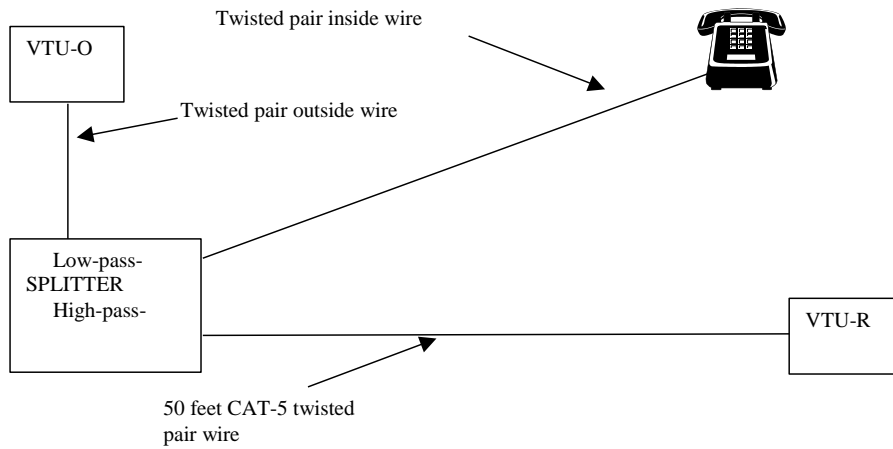 Twisted pair inside wire
VTU-O
Twisted pair outside wire
Low-pass-
SPLITTER
High-pass-
VTU-R
50 feet CAT-5 twisted
pair wire